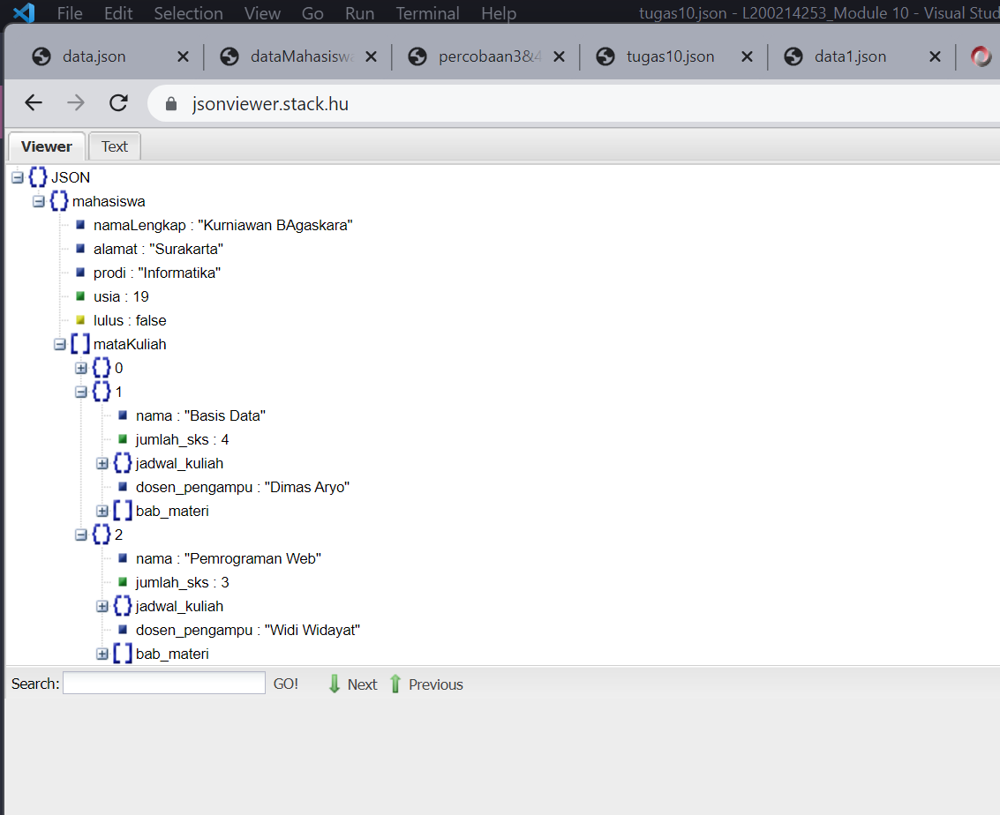 File Edit Selection View Go Run Terminal Help tugas10.json - L200214253_Module 10 - Visual Stud
data.json dataMahasisw percobaan3&4 tugas10.json data1.json
jsonviewer.stack.hu
Viewer Text
JSON
mahasiswa
namaLengkap : "Kurniawan BAgaskara"
alamat : "Surakarta"
prodi : "Informatika"
usia : 19
lulus : false
mataKuliah
0
1
nama : "Basis Data"
jumlah_sks : 4
jadwal_kuliah
dosen_pengampu : "Dimas Aryo"
bab_materi
2
nama : "Pemrograman Web"
jumlah_sks : 3
jadwal_kuliah
dosen_pengampu : "Widi Widayat"
bab_materi
Search: GO! Next Previous